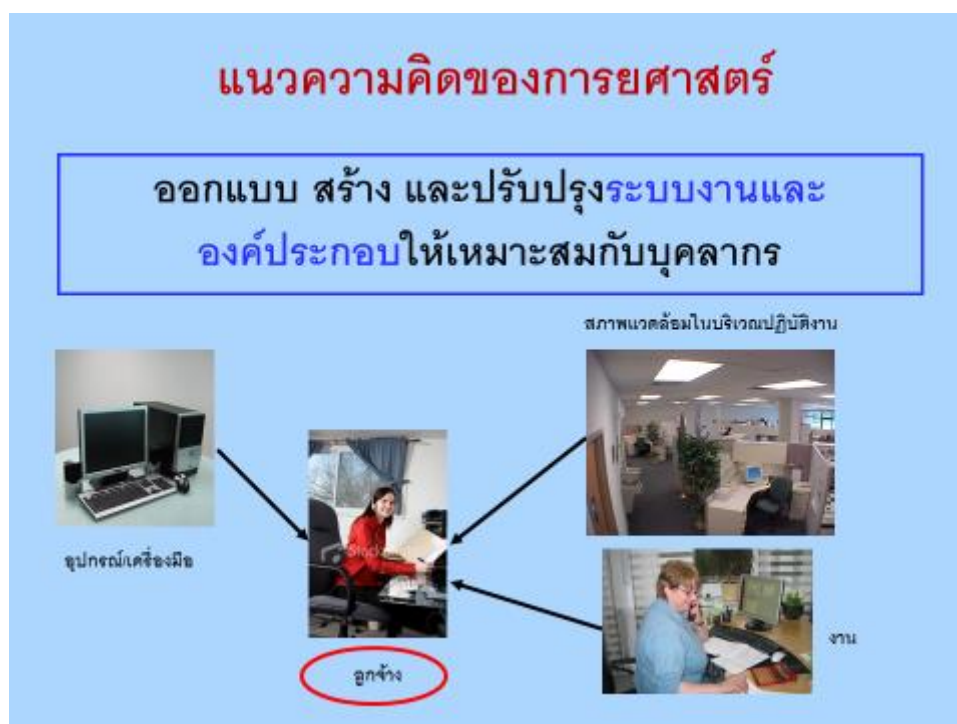 แนวความคิดของการยศาสตร์
ออกแบบ สร้าง และปรับปรุงระบบงานและ
องค์ประกอบให้เหมาะสมกับบุคลากร
สภาพแวดล้อมในบริเวณปฏิบัติงาน
อุปกรณ์/เครื่องมือ
งาน
ลูกจ้าง